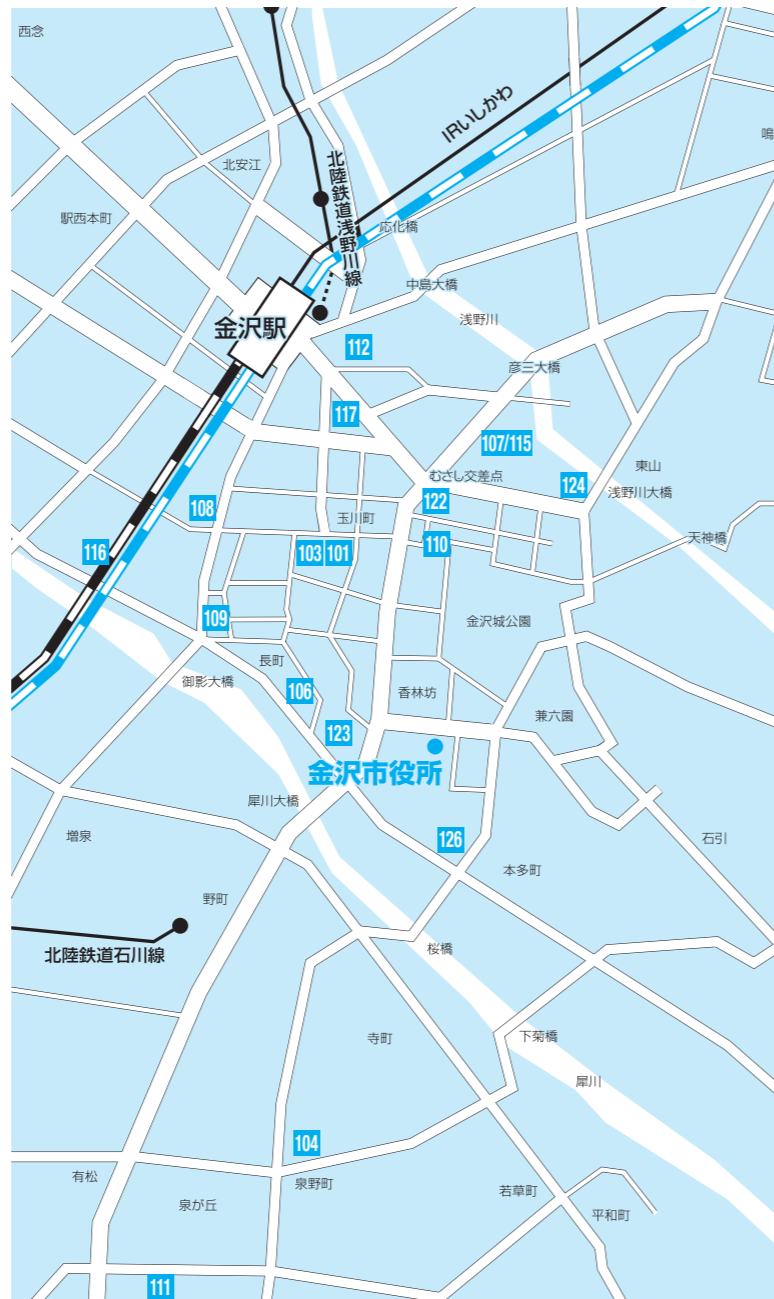 西念
IRいしかわ
鳴
北安江
北陸鉄道浅野川線
駅西本町
応化橋
中島大橋
浅野川
金沢駅
112
彦三大橋
117
107/115
東山
むさし交差点
124
浅野川大橋
122
108
玉川町
天神橋
110
103
101
116
109
金沢城公園
長町
御影大橋
106
香林坊
兼六園
123
金沢市役所
犀川大橋
増泉
126
石引
本多町
野町
北陸鉄道石川線
桜橋
寺町
下菊橋
犀川
104
有松
泉野町
若草町
泉が丘
平和町
111